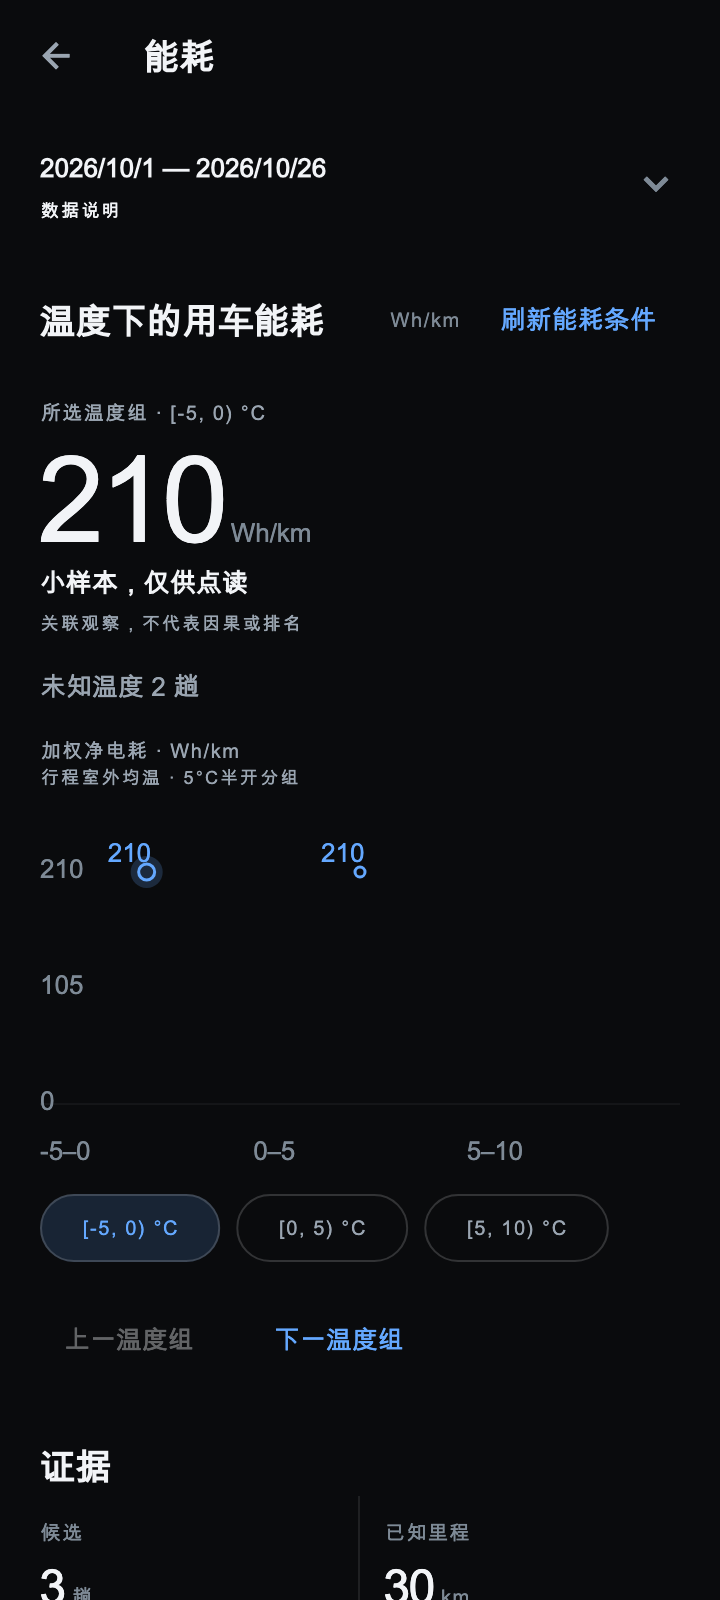 能耗
2026/10/1 — 2026/10/26
数据说明
温度下的用车能耗 Wh/km 刷新能耗条件
所选温度组 · [-5, 0) °C
210 Wh/km
小样本，仅供点读
关联观察，不代表因果或排名
未知温度 2 趟
加权净电耗 · Wh/km
行程室外均温 · 5°C半开分组
210 210 210
105
0
-5–0 0–5 5–10
[-5, 0) °C [0, 5) °C [5, 10) °C
上一温度组 下一温度组
证据
候选 已知里程
3 趟 30 km